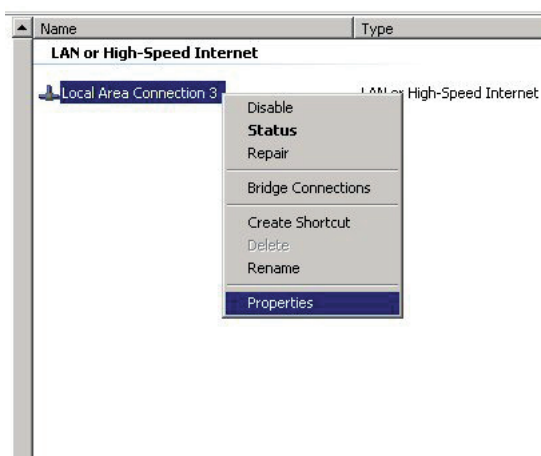 Name Type
LAN or High-Speed Internet
Local Area Connection 3 LAN or High-Speed Internet
Disable
Status
Repair
Bridge Connections
Create Shortcut
Delete
Rename
Properties